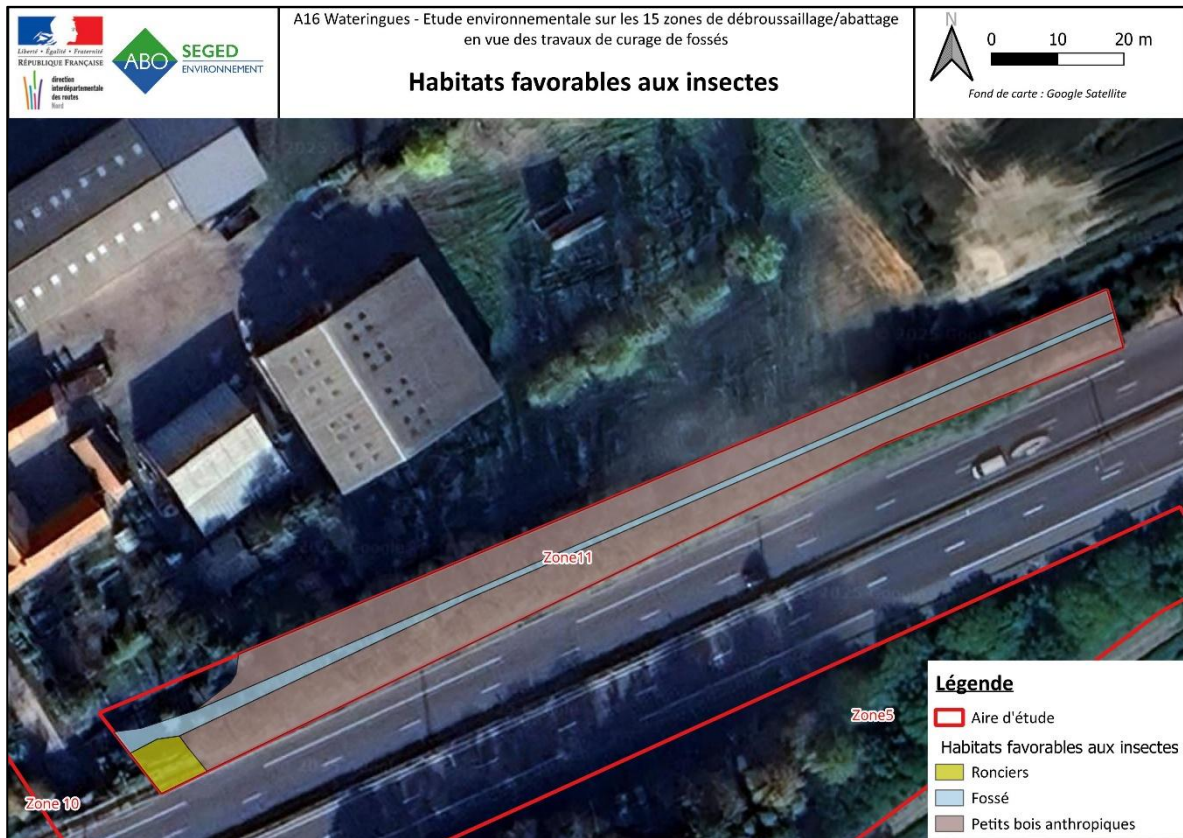 Liberté • Égalité • Fraternité
RÉPUBLIQUE FRANÇAISE
direction
interdépartementale
des routes
Nord
ABO
SEGED
ENVIRONNEMENT
A16 Wateringues - Etude environnementale sur les 15 zones de débroussaillage/abattage
en vue des travaux de curage de fossés
Habitats favorables aux insectes
N
0 10 20 m
Fond de carte : Google Satellite
Zone11
Zone5
Zone 10
Légende
Aire d'étude
Habitats favorables aux insectes
Ronciers
Fossé
Petits bois anthropiques